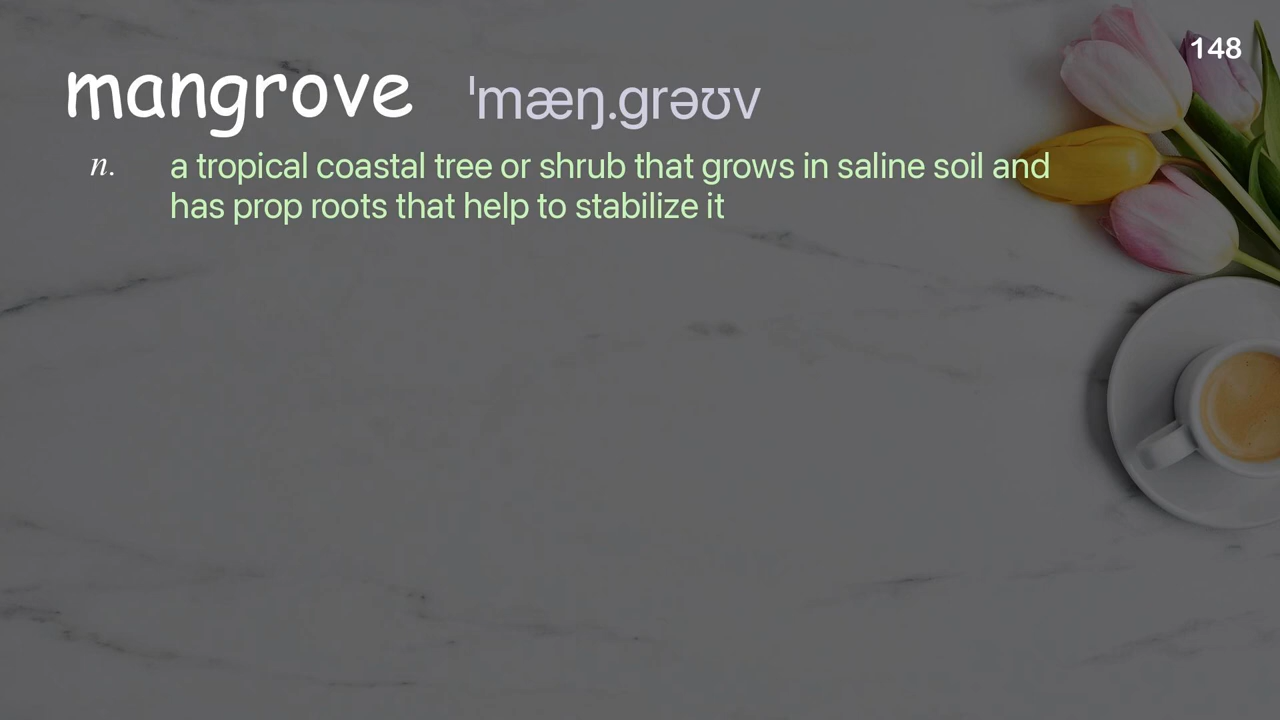 148
mangrove ˈmæŋ.grəʊv
n. a tropical coastal tree or shrub that grows in saline soil and
has prop roots that help to stabilize it